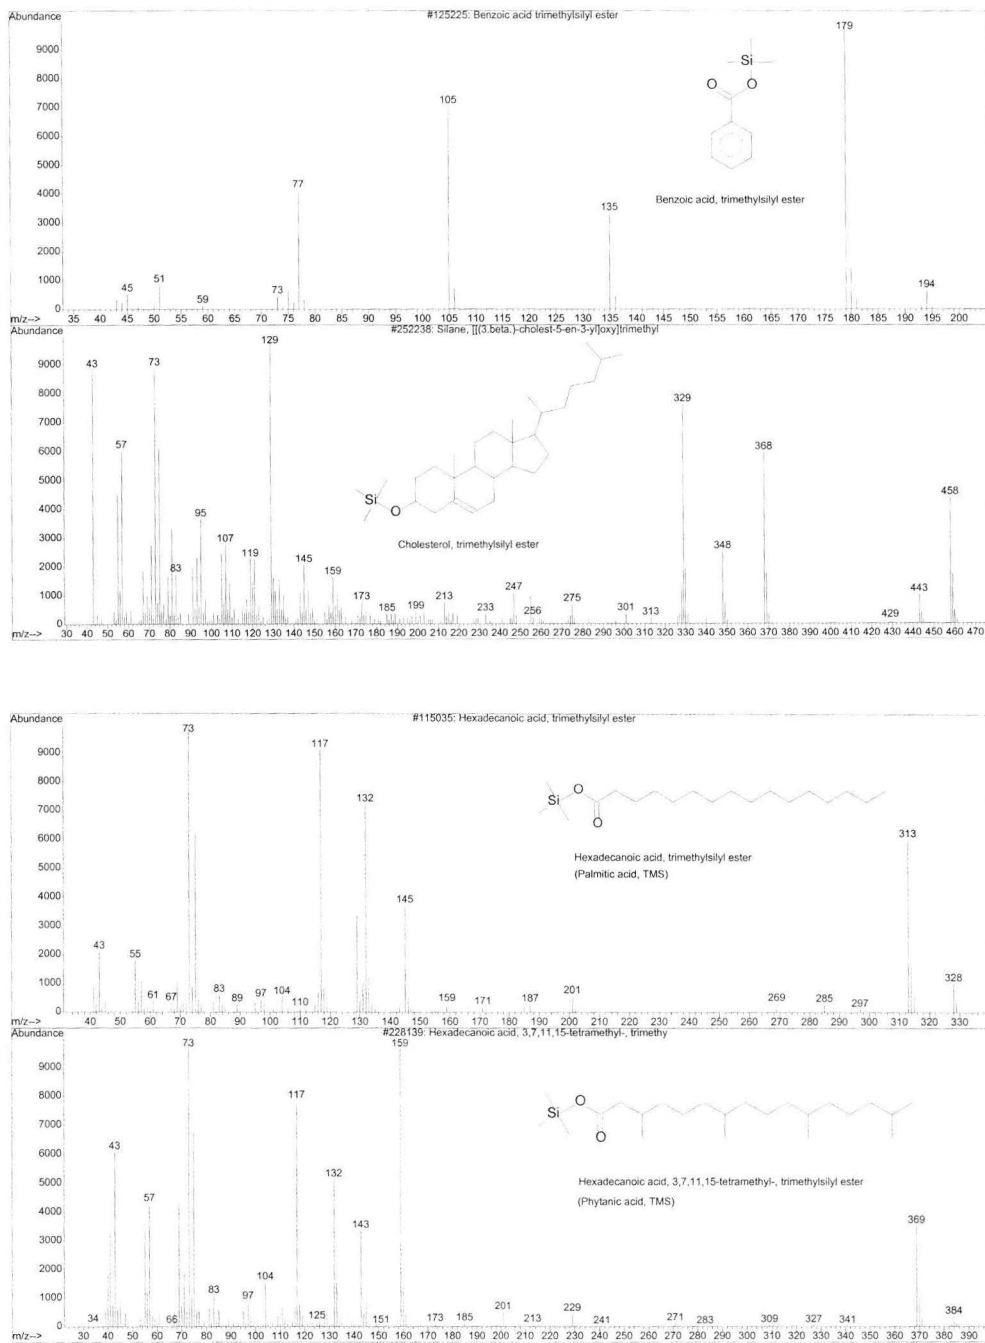 Abundance
#125225: Benzoic acid trimethylsilyl ester
179
9000
Si
8000
O
O
7000
105
6000
5000
77
4000
Benzoic acid, trimethylsilyl ester
135
3000
2000
51
1000
45
73
194
59
0
m/z--> 35 40 45 50 55 60 65 70 75 80 85 90 95 100 105 110 115 120 125 130 135 140 145 150 155 160 165 170 175 180 185 190 195 200
Abundance
#252238: Silane, [[(3.beta.)-cholest-5-en-3-yl]oxy]trimethyl
129
9000
43
73
8000
329
7000
57
368
6000
5000
Si
458
O
4000
95
Cholesterol, trimethylsilyl ester
3000
107
119
348
145
2000
83
159
247
443
1000
173
213
275
185
199
233
256
301
313
429
0
m/z--> 30 40 50 60 70 80 90 100 110 120 130 140 150 160 170 180 190 200 210 220 230 240 250 260 270 280 290 300 310 320 330 340 350 360 370 380 390 400 410 420 430 440 450 460 470
Abundance
#115035: Hexadecanoic acid, trimethylsilyl ester
73
117
9000
8000
O
Si
132
7000
O
313
6000
Hexadecanoic acid, trimethylsilyl ester
(Palmitic acid, TMS)
5000
4000
145
3000
43
55
2000
328
1000
61 67 83 89 97 104 110
159 171 187 201
269 285 297
0
m/z--> 40 50 60 70 80 90 100 110 120 130 140 150 160 170 180 190 200 210 220 230 240 250 260 270 280 290 300 310 320 330
Abundance
#228139: Hexadecanoic acid, 3,7,11,15-tetramethyl-, trimethy
73
159
9000
8000
117
O
Si
7000
O
43
6000
132
5000
Hexadecanoic acid, 3,7,11,15-tetramethyl-, trimethylsilyl ester
(Phytanic acid, TMS)
57
4000
369
143
3000
2000
104
83
97
1000
34 66 125 151 173 185 201 213 229 241 271 283 309 327 341 384
0
m/z--> 30 40 50 60 70 80 90 100 110 120 130 140 150 160 170 180 190 200 210 220 230 240 250 260 270 280 290 300 310 320 330 340 350 360 370 380